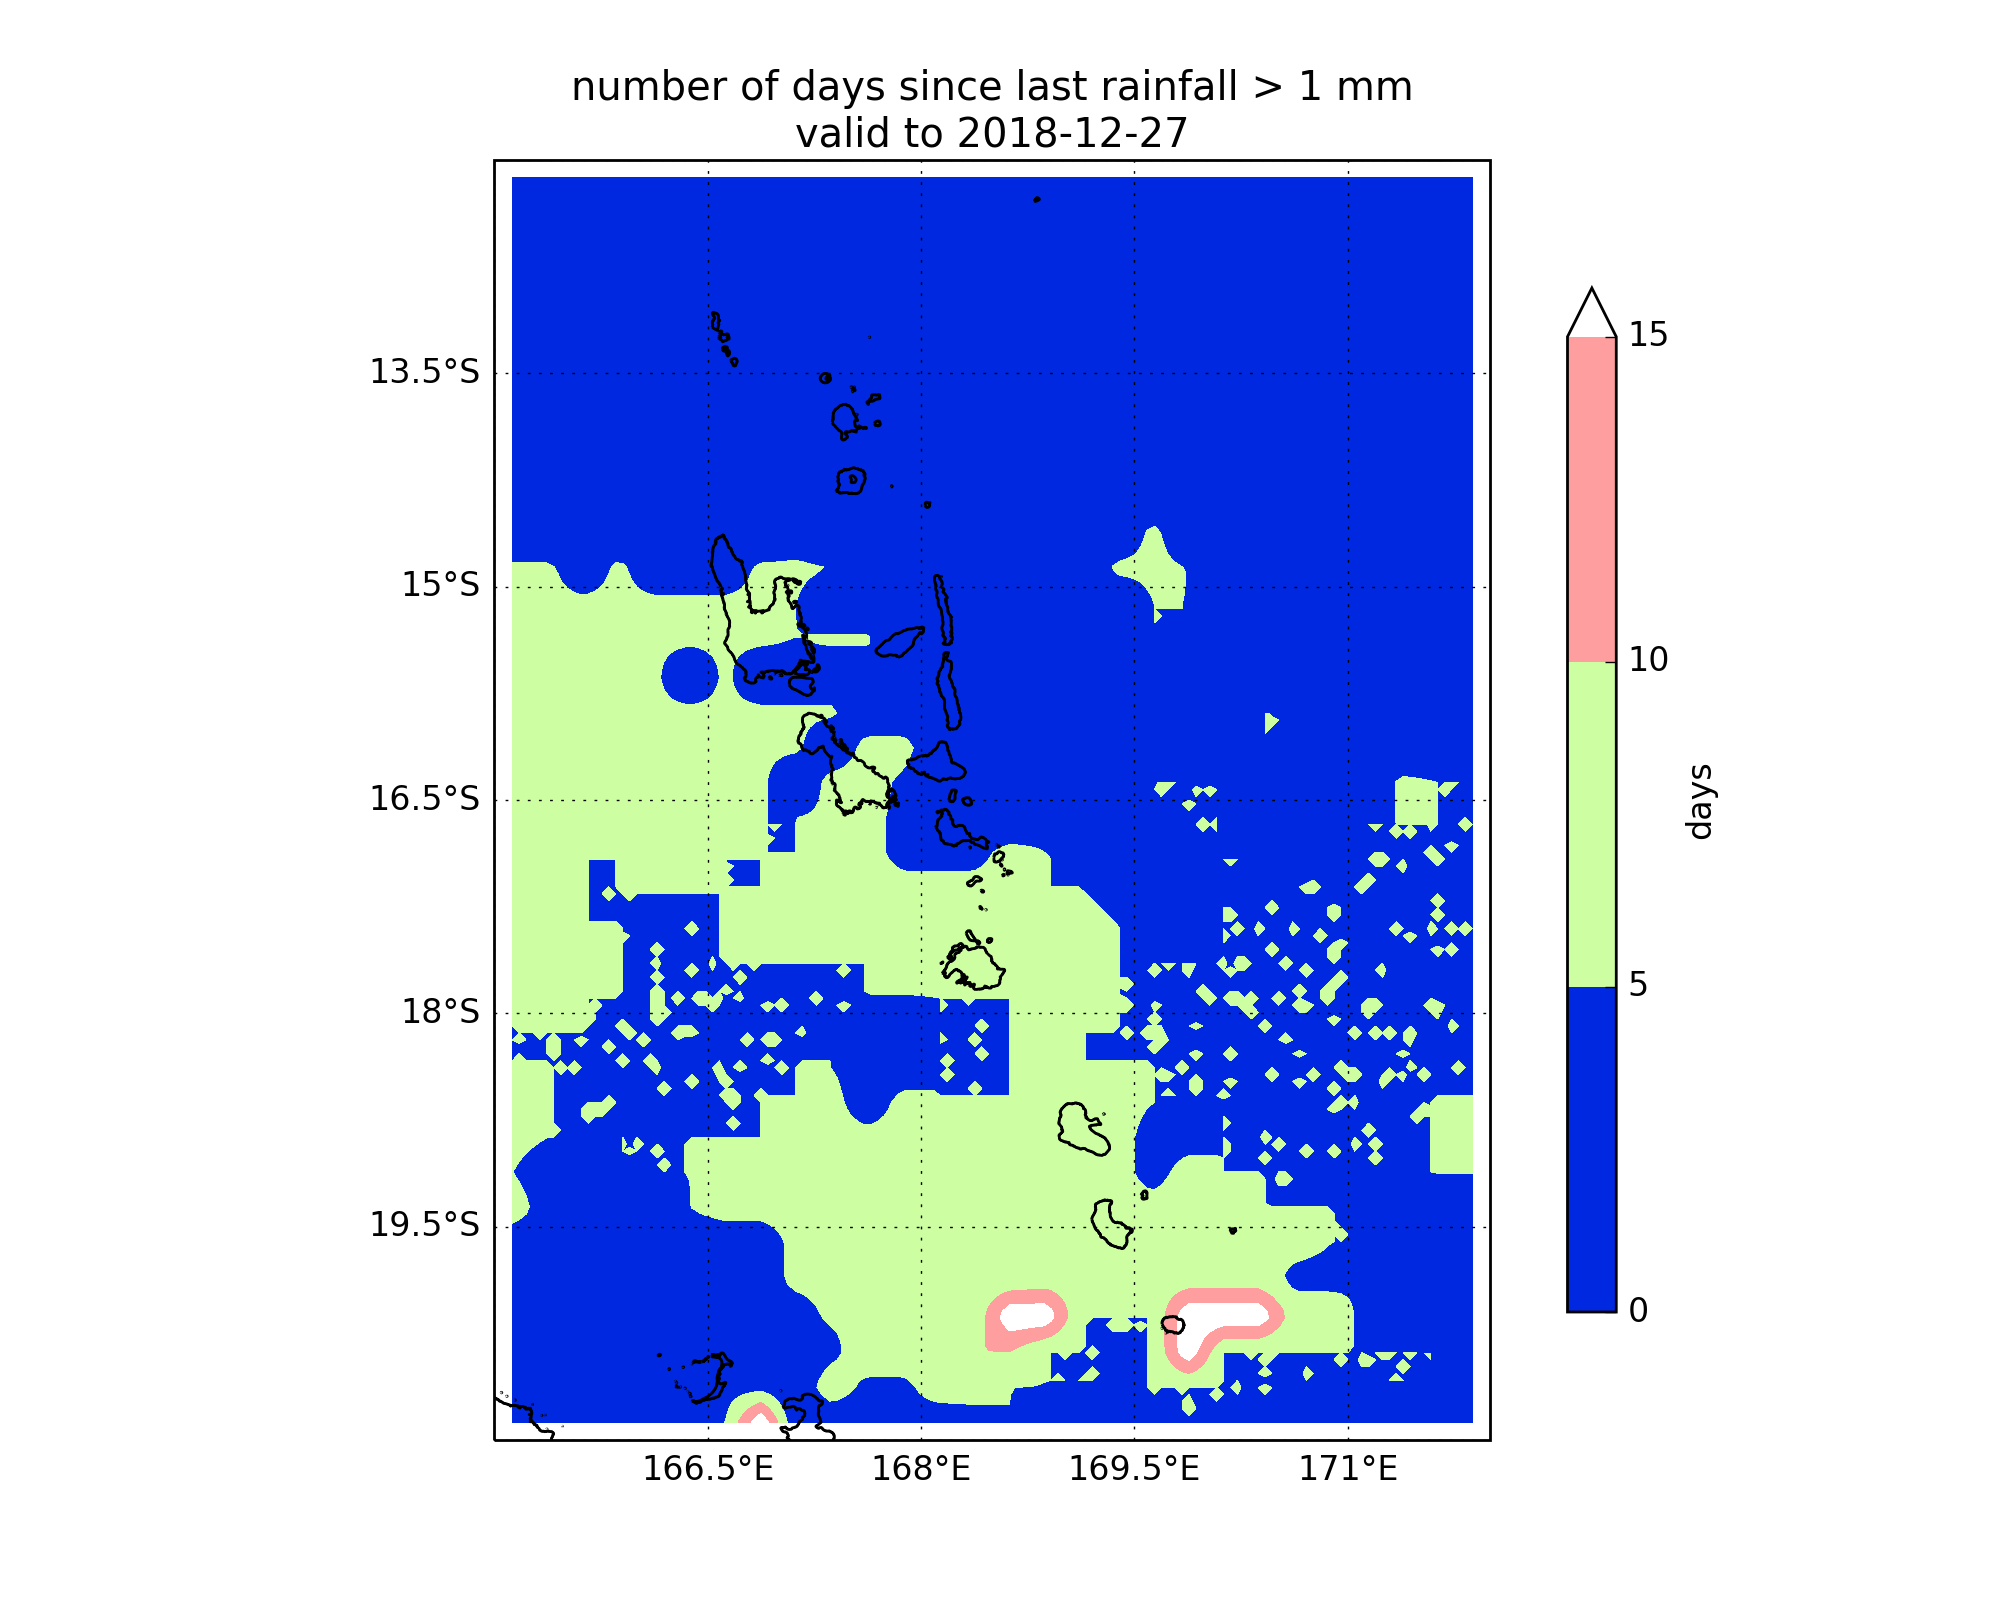 number of days since last rainfall > 1 mm
valid to 2018-12-27
13.5°S
15°S
16.5°S
18°S
19.5°S
166.5°E
168°E
169.5°E
171°E
15
10
5
0
days